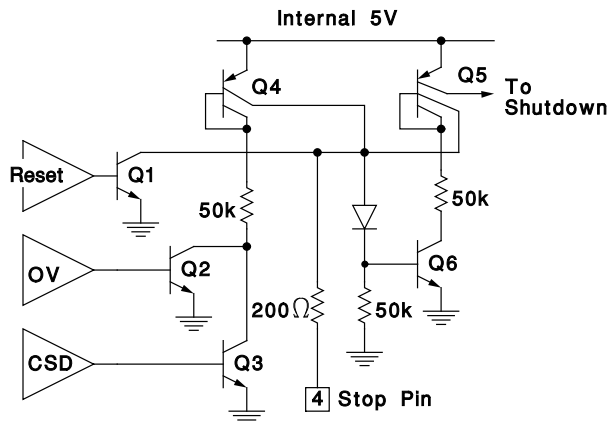 Internal 5V
Q4
Q5
To
Shutdown
Reset
Q1
50k
50k
OV
Q2
Q6
200Ω
50k
CSD
Q3
4 Stop Pin